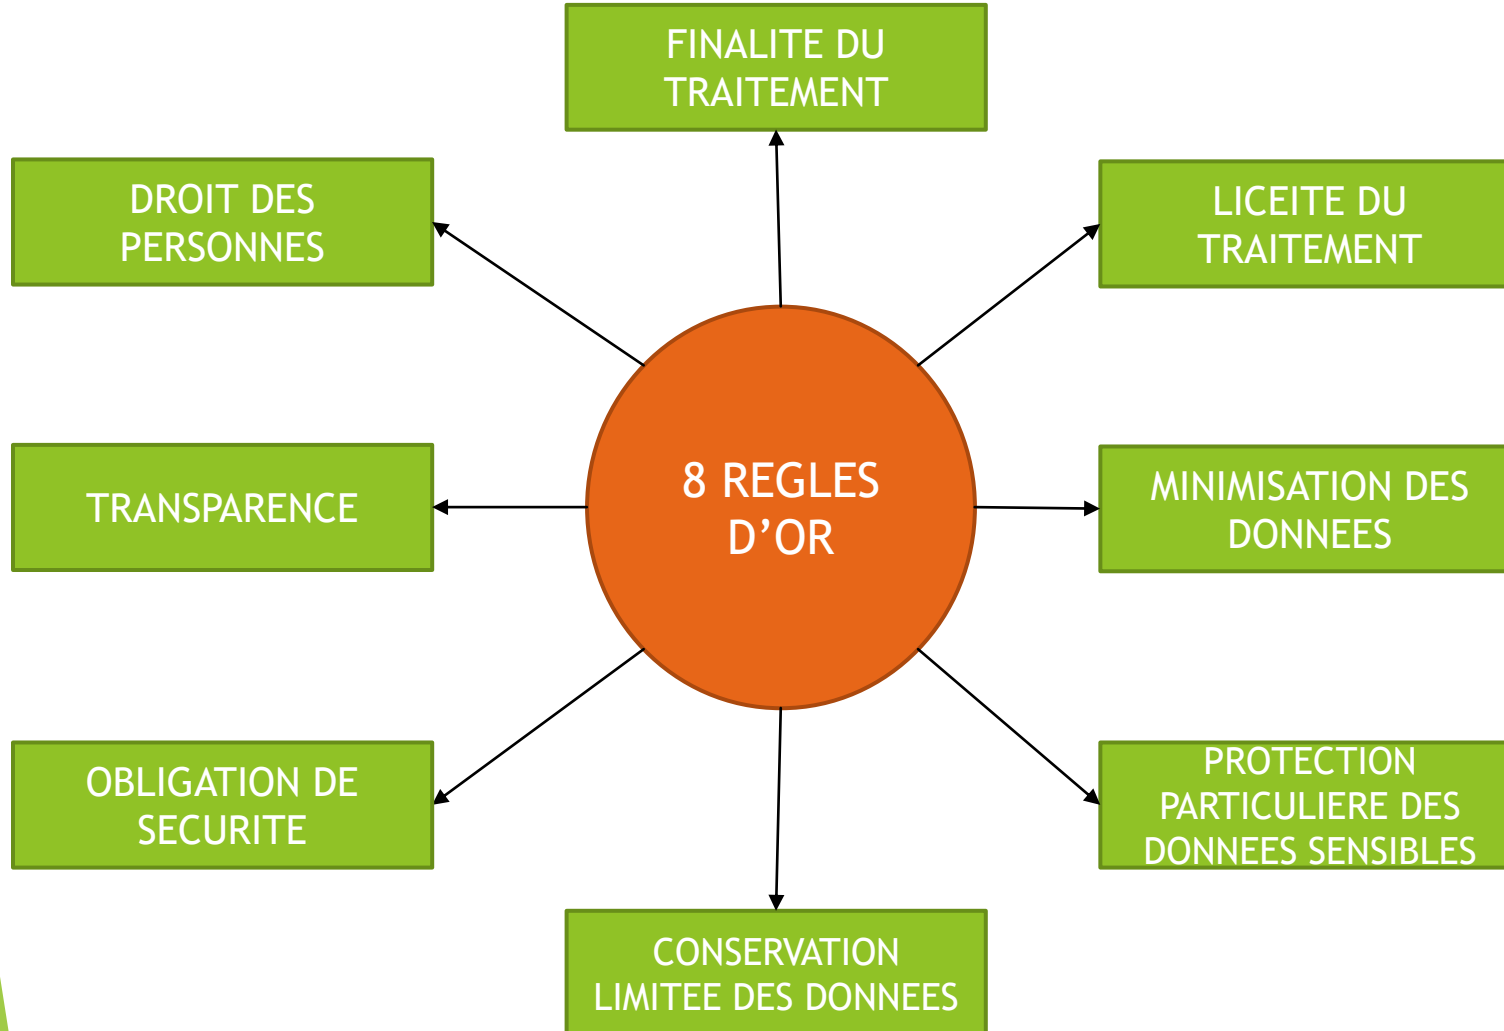 FINALITE DU
TRAITEMENT
DROIT DES
PERSONNES
LICEITE DU
TRAITEMENT
8 REGLES
D’OR
TRANSPARENCE
MINIMISATION DES
DONNEES
OBLIGATION DE
SECURITE
PROTECTION
PARTICULIERE DES
DONNEES SENSIBLES
CONSERVATION
LIMITEE DES DONNEES